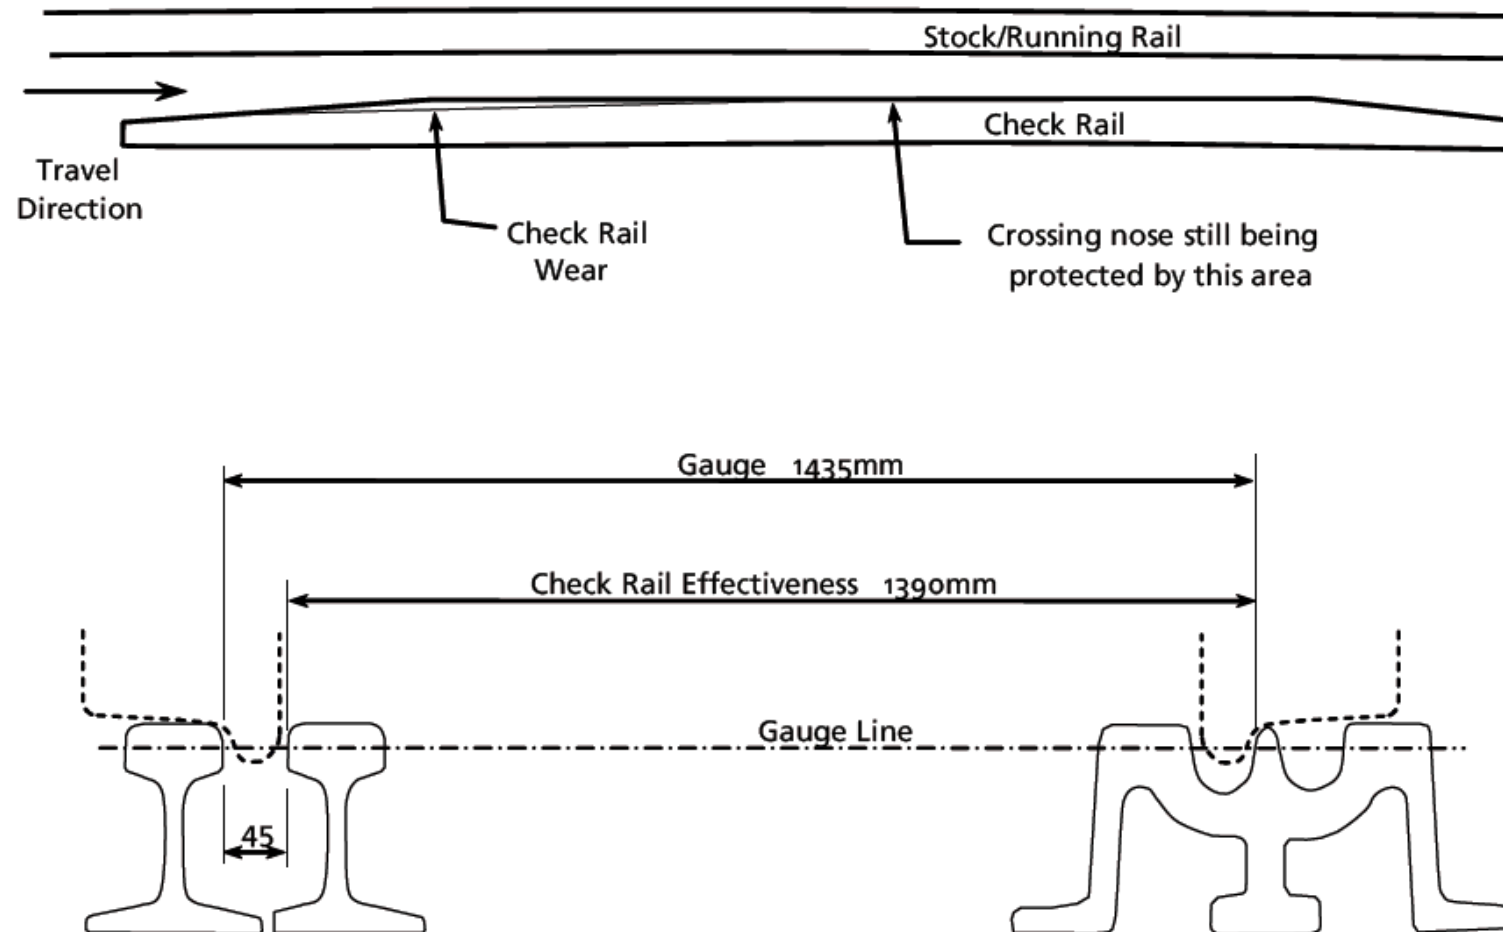 Stock/Running Rail
Check Rail
Travel
Direction
Check Rail
Wear
Crossing nose still being
protected by this area
Gauge 1435mm
Check Rail Effectiveness 1390mm
Gauge Line
45